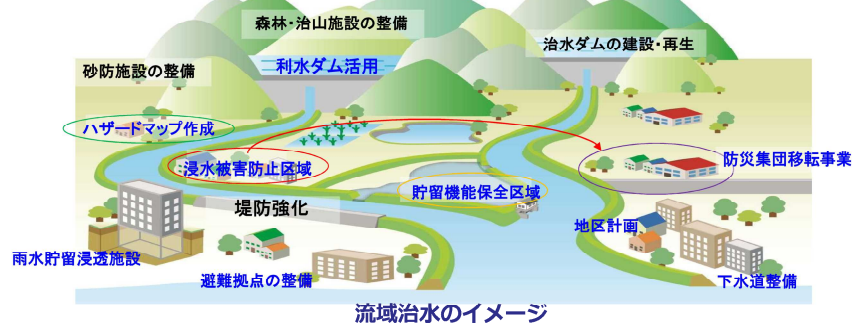 森林・治山施設の整備
治水ダムの建設・再生
砂防施設の整備
利水ダム活用
ハザードマップ作成
浸水被害防止区域
防災集団移転事業
貯留機能保全区域
堤防強化
地区計画
雨水貯留浸透施設
避難拠点の整備
下水道整備
流域治水のイメージ